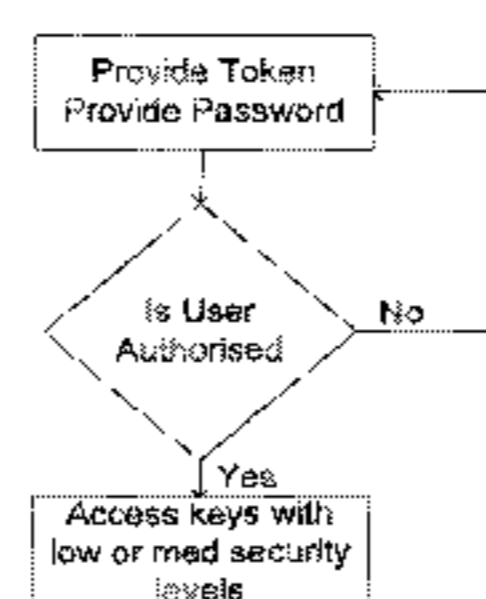 Provide Token
Provide Password
Is User
Authorised
No
Yes
Access keys with
low or med security
levels